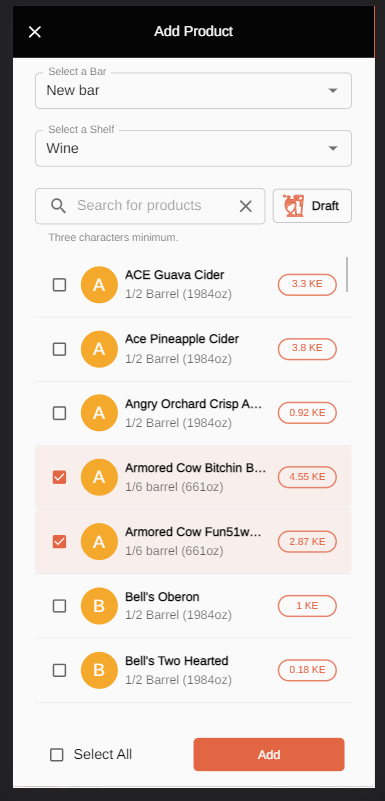 Add Product
Select a Bar
New bar
Select a Shelf
Wine
Search for products
Draft
Three characters minimum.
A
ACE Guava Cider
1/2 Barrel (1984oz)
3.3 KE
A
Ace Pineapple Cider
1/2 Barrel (1984oz)
3.8 KE
A
Angry Orchard Crisp A...
1/2 Barrel (1984oz)
0.92 KE
A
Armored Cow Bitchin B...
1/6 barrel (661oz)
4.55 KE
A
Armored Cow Fun51w...
1/6 barrel (661oz)
2.87 KE
B
Bell's Oberon
1/2 Barrel (1984oz)
1 KE
B
Bell's Two Hearted
1/2 Barrel (1984oz)
0.18 KE
Select All
Add